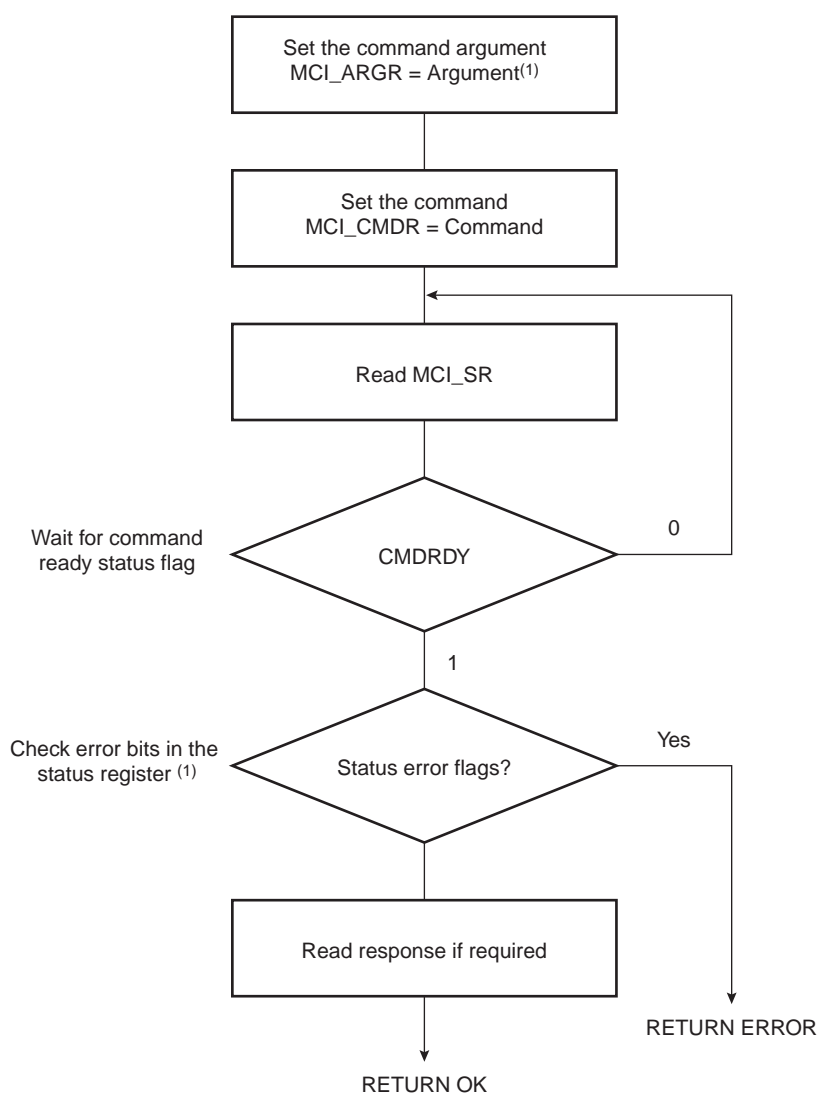 Set the command argument
MCI_ARGR = Argument(1)
Set the command
MCI_CMDR = Command
Read MCI_SR
Wait for command
ready status flag
CMDRDY
0
1
Check error bits in the
status register (1)
Status error flags?
Yes
Read response if required
RETURN ERROR
RETURN OK